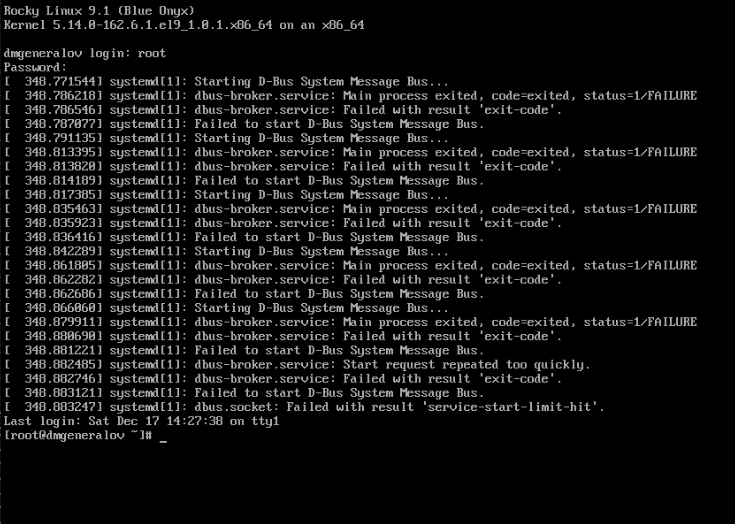 Rocky Linux 9.1 (Blue Onyx)
Kernel 5.14.0-162.6.1.el9_1.0.1.x86_64 on an x86_64
dmgeneralov login: root
Password:
[  348.771544] systemd[1]: Starting D-Bus System Message Bus...
[  348.786218] systemd[1]: dbus-broker.service: Main process exited, code=exited, status=1/FAILURE
[  348.786546] systemd[1]: dbus-broker.service: Failed with result 'exit-code'.
[  348.787077] systemd[1]: Failed to start D-Bus System Message Bus.
[  348.791135] systemd[1]: Starting D-Bus System Message Bus...
[  348.813395] systemd[1]: dbus-broker.service: Main process exited, code=exited, status=1/FAILURE
[  348.813820] systemd[1]: dbus-broker.service: Failed with result 'exit-code'.
[  348.814189] systemd[1]: Failed to start D-Bus System Message Bus.
[  348.817385] systemd[1]: Starting D-Bus System Message Bus...
[  348.835463] systemd[1]: dbus-broker.service: Main process exited, code=exited, status=1/FAILURE
[  348.835923] systemd[1]: dbus-broker.service: Failed with result 'exit-code'.
[  348.836416] systemd[1]: Failed to start D-Bus System Message Bus.
[  348.842289] systemd[1]: Starting D-Bus System Message Bus...
[  348.861805] systemd[1]: dbus-broker.service: Main process exited, code=exited, status=1/FAILURE
[  348.862282] systemd[1]: dbus-broker.service: Failed with result 'exit-code'.
[  348.862686] systemd[1]: Failed to start D-Bus System Message Bus.
[  348.866060] systemd[1]: Starting D-Bus System Message Bus...
[  348.879911] systemd[1]: dbus-broker.service: Main process exited, code=exited, status=1/FAILURE
[  348.880690] systemd[1]: dbus-broker.service: Failed with result 'exit-code'.
[  348.881221] systemd[1]: Failed to start D-Bus System Message Bus.
[  348.882485] systemd[1]: dbus-broker.service: Start request repeated too quickly.
[  348.882746] systemd[1]: dbus-broker.service: Failed with result 'exit-code'.
[  348.883121] systemd[1]: Failed to start D-Bus System Message Bus.
[  348.883247] systemd[1]: dbus.socket: Failed with result 'service-start-limit-hit'.
Last login: Sat Dec 17 14:27:38 on tty1
[root@dmgeneralov ~]# _